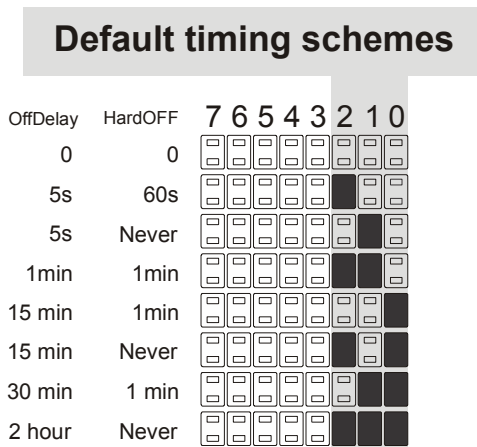 Default timing schemes
OffDelay HardOFF 7 6 5 4 3 2 1 0
0 0
5s 60s
5s Never
1min 1min
15 min 1min
15 min Never
30 min 1 min
2 hour Never